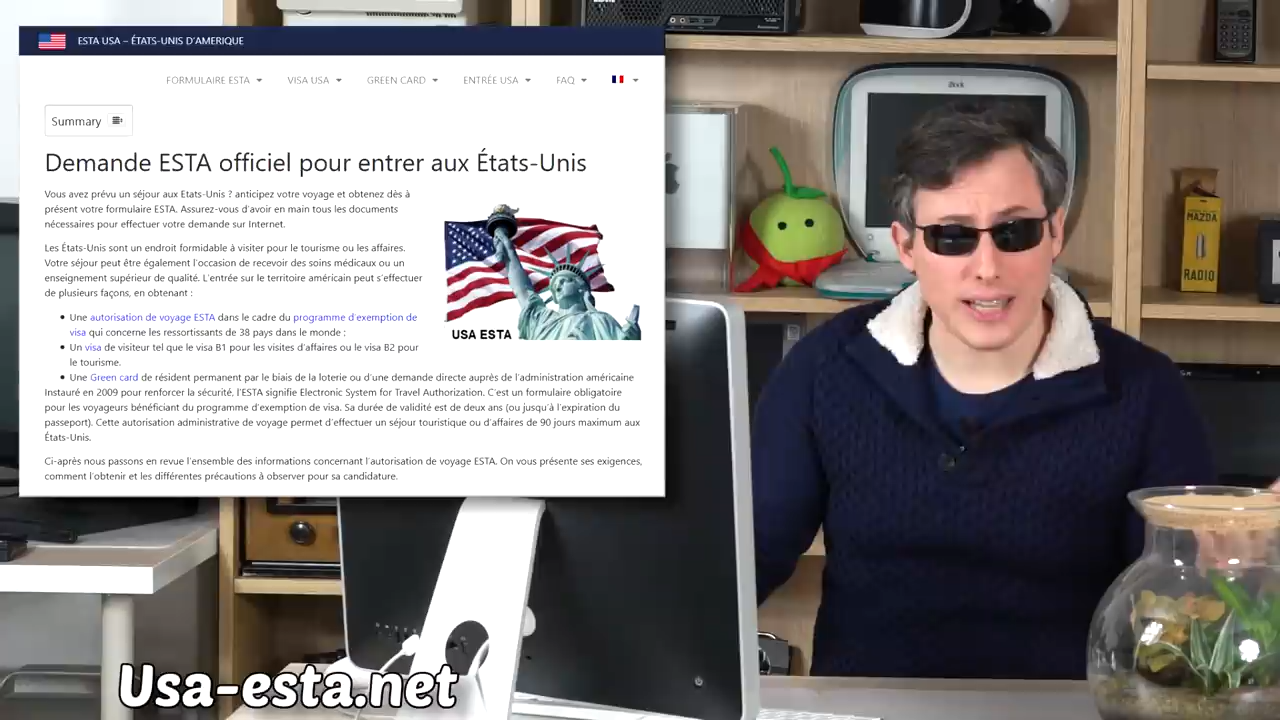 ESTA USA – ÉTATS-UNIS D'AMERIQUE
FORMULAIRE ESTA VISA USA GREEN CARD ENTRÉE USA FAQ
Summary
Demande ESTA officiel pour entrer aux États-Unis
Vous avez prévu un séjour aux Etats-Unis ? anticipez votre voyage et obtenez dès à
présent votre formulaire ESTA. Assurez-vous d'avoir en main tous les documents
nécessaires pour effectuer votre demande sur Internet.
Les États-Unis sont un endroit formidable à visiter pour le tourisme ou les affaires.
Votre séjour peut être également l'occasion de recevoir des soins médicaux ou un
enseignement supérieur de qualité. L'entrée sur le territoire américain peut s'effectuer
de plusieurs façons, en obtenant :
• Une autorisation de voyage ESTA dans le cadre du programme d'exemption de
visa qui concerne les ressortissants de 38 pays dans le monde ;
• Un visa de visiteur tel que le visa B1 pour les visites d'affaires ou le visa B2 pour
le tourisme.
USA ESTA
• Une Green card de résident permanent par le biais de la loterie ou d'une demande directe auprès de l'administration américaine
Instauré en 2009 pour renforcer la sécurité, l'ESTA signifie Electronic System for Travel Authorization. C'est un formulaire obligatoire
pour les voyageurs bénéficiant du programme d'exemption de visa. Sa durée de validité est de deux ans (ou jusqu'à l'expiration du
passeport). Cette autorisation administrative de voyage permet d'effectuer un séjour touristique ou d'affaires de 90 jours maximum aux
États-Unis.
Ci-après nous passons en revue l'ensemble des informations concernant l'autorisation de voyage ESTA. On vous présente ses exigences,
comment l'obtenir et les différentes précautions à observer pour sa candidature.
iBook
MAZDA
RADIO
Usa-esta.net